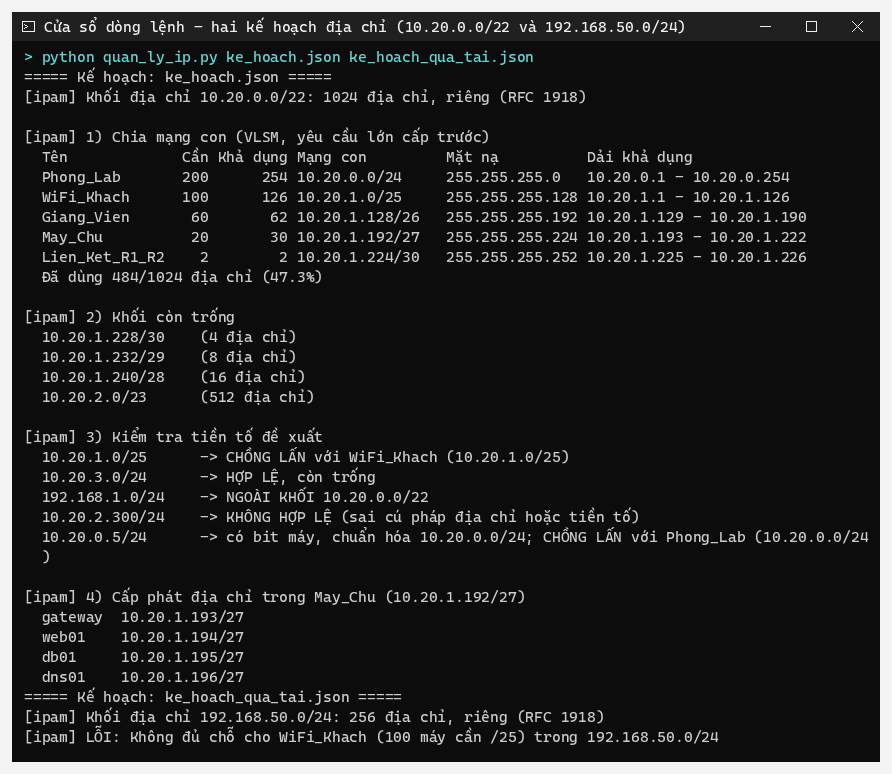 Cửa sổ dòng lệnh — hai kế hoạch địa chỉ (10.20.0.0/22 và 192.168.50.0/24)
> python quan_ly_ip.py ke_hoach.json ke_hoach_qua_tai.json
===== Kế hoạch: ke_hoach.json =====
[ipam] Khối địa chỉ 10.20.0.0/22: 1024 địa chỉ, riêng (RFC 1918)
[ipam] 1) Chia mạng con (VLSM, yêu cầu lớn cấp trước)
Tên Cần Khả dụng Mạng con Mặt nạ Dải khả dụng
Phong_Lab 200 254 10.20.0.0/24 255.255.255.0 10.20.0.1 – 10.20.0.254
WiFi_Khach 100 126 10.20.1.0/25 255.255.255.128 10.20.1.1 – 10.20.1.126
Giang_Vien 60 62 10.20.1.128/26 255.255.255.192 10.20.1.129 – 10.20.1.190
May_Chu 20 30 10.20.1.192/27 255.255.255.224 10.20.1.193 – 10.20.1.222
Lien_Ket_R1_R2 2 2 10.20.1.224/30 255.255.255.252 10.20.1.225 – 10.20.1.226
Đã dùng 484/1024 địa chỉ (47.3%)
[ipam] 2) Khối còn trống
10.20.1.228/30 (4 địa chỉ)
10.20.1.232/29 (8 địa chỉ)
10.20.1.240/28 (16 địa chỉ)
10.20.2.0/23 (512 địa chỉ)
[ipam] 3) Kiểm tra tiền tố đề xuất
10.20.1.0/25 -> CHỒNG LẤN với WiFi_Khach (10.20.1.0/25)
10.20.3.0/24 -> HỢP LỆ, còn trống
192.168.1.0/24 -> NGOÀI KHỐI 10.20.0.0/22
10.20.2.300/24 -> KHÔNG HỢP LỆ (sai cú pháp địa chỉ hoặc tiền tố)
10.20.0.5/24 -> có bit máy, chuẩn hóa 10.20.0.0/24; CHỒNG LẤN với Phong_Lab (10.20.0.0/24
)
[ipam] 4) Cấp phát địa chỉ trong May_Chu (10.20.1.192/27)
gateway 10.20.1.193/27
web01 10.20.1.194/27
db01 10.20.1.195/27
dns01 10.20.1.196/27
===== Kế hoạch: ke_hoach_qua_tai.json =====
[ipam] Khối địa chỉ 192.168.50.0/24: 256 địa chỉ, riêng (RFC 1918)
[ipam] LỖI: Không đủ chỗ cho WiFi_Khach (100 máy cần /25) trong 192.168.50.0/24